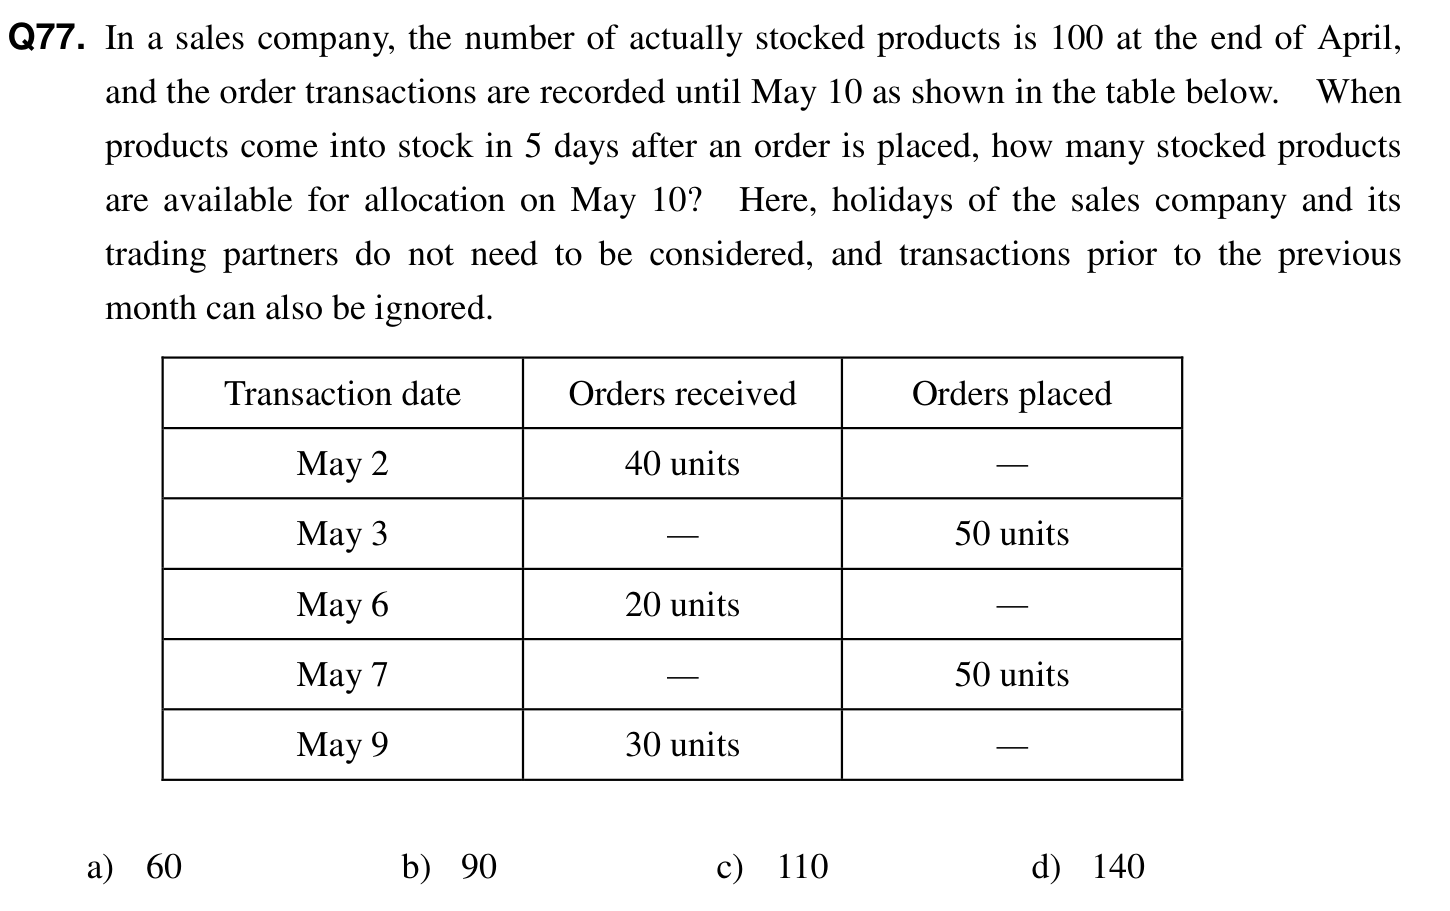 Q77. In a sales company, the number of actually stocked products is 100 at the end of April,
and the order transactions are recorded until May 10 as shown in the table below. When
products come into stock in 5 days after an order is placed, how many stocked products
are available for allocation on May 10? Here, holidays of the sales company and its
trading partners do not need to be considered, and transactions prior to the previous
month can also be ignored.
Transaction date Orders received Orders placed
May 2 40 units —
May 3 — 50 units
May 6 20 units —
May 7 — 50 units
May 9 30 units —
a) 60 b) 90 c) 110 d) 140